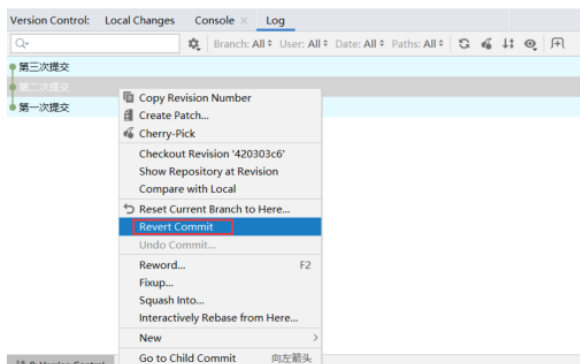 Version Control: Local Changes Console × Log
Branch: All User: All Date: All Paths: All
第三次提交
第二次提交
第一次提交
Copy Revision Number
Create Patch...
Cherry-Pick
Checkout Revision '420303c6'
Show Repository at Revision
Compare with Local
Reset Current Branch to Here...
Revert Commit
Undo Commit...
Reword... F2
Fixup...
Squash Into...
Interactively Rebase from Here...
New
Go to Child Commit 向左箭头